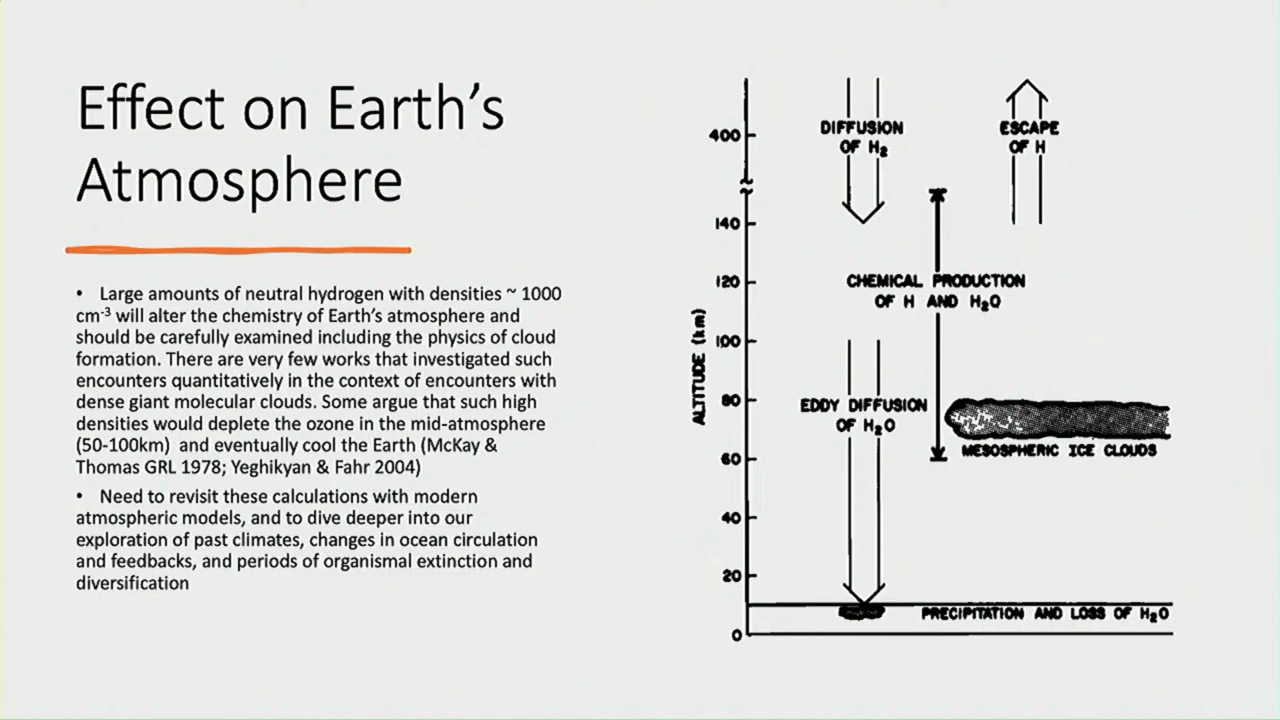 Effect on Earth's
Atmosphere
• Large amounts of neutral hydrogen with densities ~ 1000
cm-3 will alter the chemistry of Earth's atmosphere and
should be carefully examined including the physics of cloud
formation. There are very few works that investigated such
encounters quantitatively in the context of encounters with
dense giant molecular clouds. Some argue that such high
densities would deplete the ozone in the mid-atmosphere
(50-100km) and eventually cool the Earth (McKay &
Thomas GRL 1978; Yeghikyan & Fahr 2004)
• Need to revisit these calculations with modern
atmospheric models, and to dive deeper into our
exploration of past climates, changes in ocean circulation
and feedbacks, and periods of organismal extinction and
diversification
ALTITUDE (km)
400
140
120
100
80
60
40
20
0
DIFFUSION
OF H2
ESCAPE
OF H
CHEMICAL PRODUCTION
OF H AND H2O
EDDY DIFFUSION
OF H2O
MESOSPHERIC ICE CLOUDS
PRECIPITATION AND LOSS OF H2O